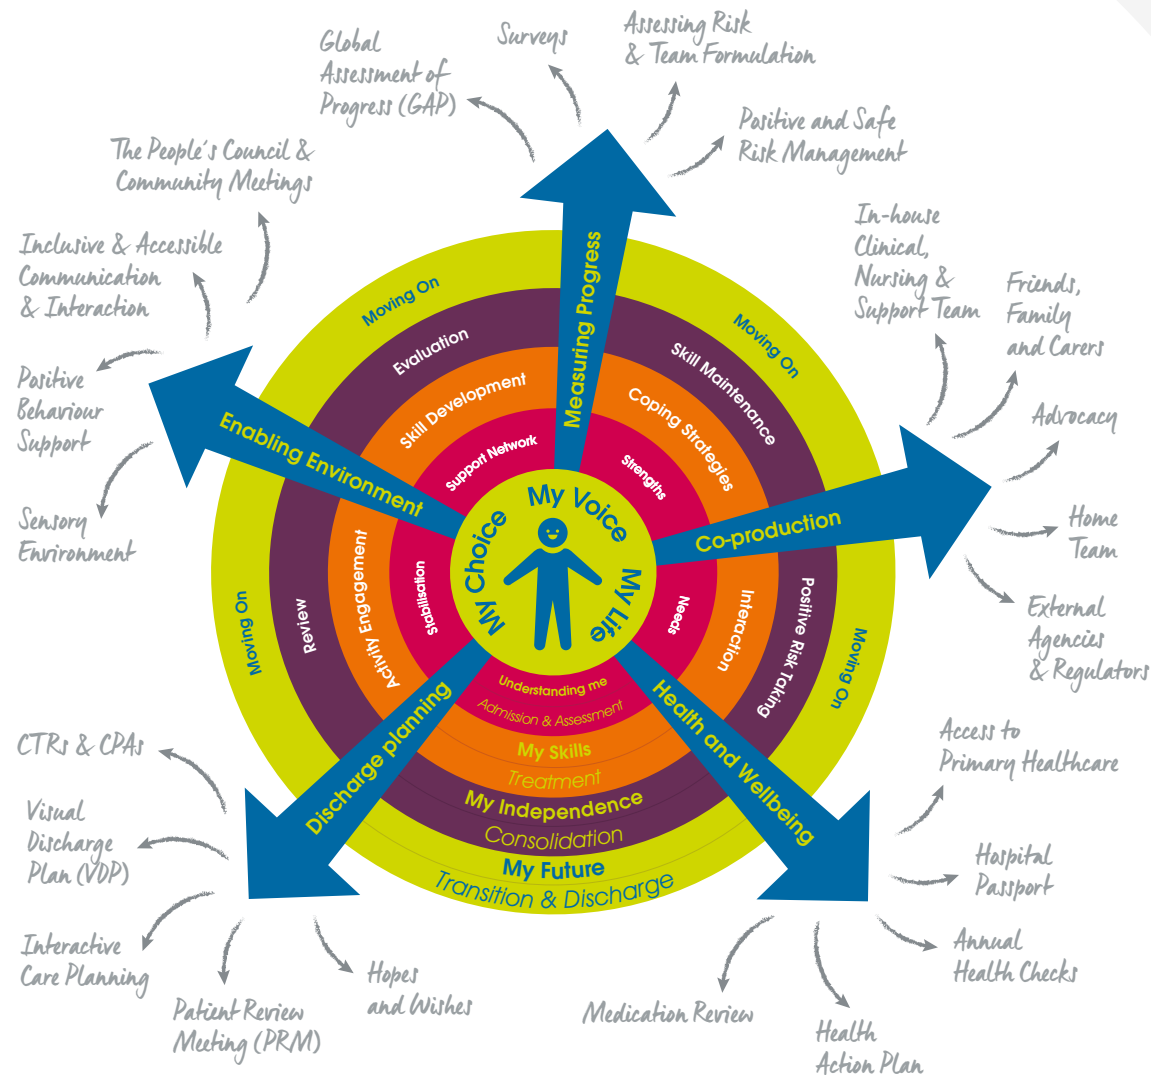 Global
Assessment of
Progress (GAP)
Surveys
Assessing Risk
& Team Formulation
Positive and Safe
Risk Management
The People's Council &
Community Meetings
Inclusive & Accessible
Communication
& Interaction
Positive
Behaviour
Support
Sensory
Environment
In-house
Clinical,
Nursing &
Support Team
Friends,
Family
and Carers
Advocacy
Home
Team
External
Agencies
& Regulators
Measuring Progress
Enabling Environment
Co-production
Discharge planning
Health and Wellbeing
Moving On
Moving On
Moving On
Moving On
Evaluation
Skill Maintenance
Skill Development
Coping Strategies
Support Network
Strengths
My Choice
My Voice
My Life
Review
Activity Engagement
Stabilisation
Needs
Interaction
Positive Risk Taking
Understanding me
Admission & Assessment
My Skills
Treatment
My Independence
Consolidation
My Future
Transition & Discharge
CTRs & CPAs
Visual
Discharge
Plan (VDP)
Interactive
Care Planning
Patient Review
Meeting (PRM)
Hopes
and Wishes
Access to
Primary Healthcare
Hospital
Passport
Annual
Health Checks
Medication Review
Health
Action Plan